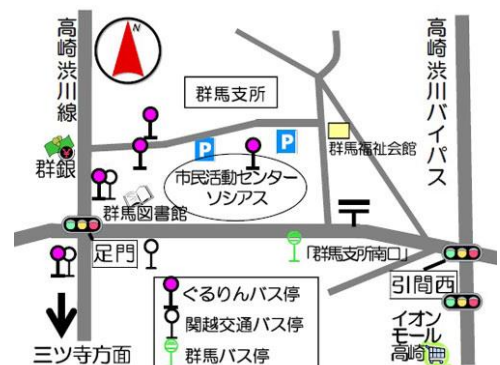 高崎渋川線
N
群馬支所
高崎渋川バイパス
P
P
群銀
群馬福祉会館
市民活動センター
ソシアス
群馬図書館
足門
「群馬支所南口」
引間西
ぐるりんバス停
関越交通バス停
群馬バス停
三ツ寺方面
イオン
モール
高崎